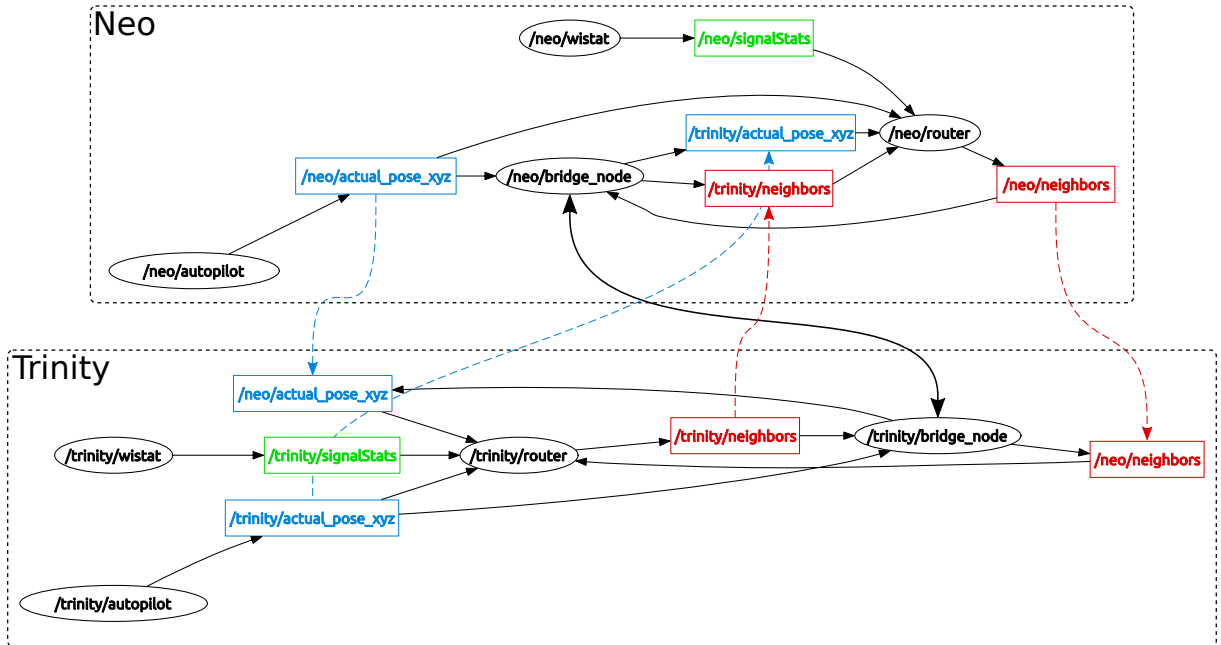 Neo
/neo/wistat
/neo/signalStats
/trinity/actual_pose_xyz
/neo/router
/neo/actual_pose_xyz
/neo/bridge_node
/trinity/neighbors
/neo/neighbors
/neo/autopilot
Trinity
/neo/actual_pose_xyz
/trinity/neighbors
/trinity/bridge_node
/trinity/wistat
/trinity/signalStats
/trinity/router
/neo/neighbors
/trinity/actual_pose_xyz
/trinity/autopilot